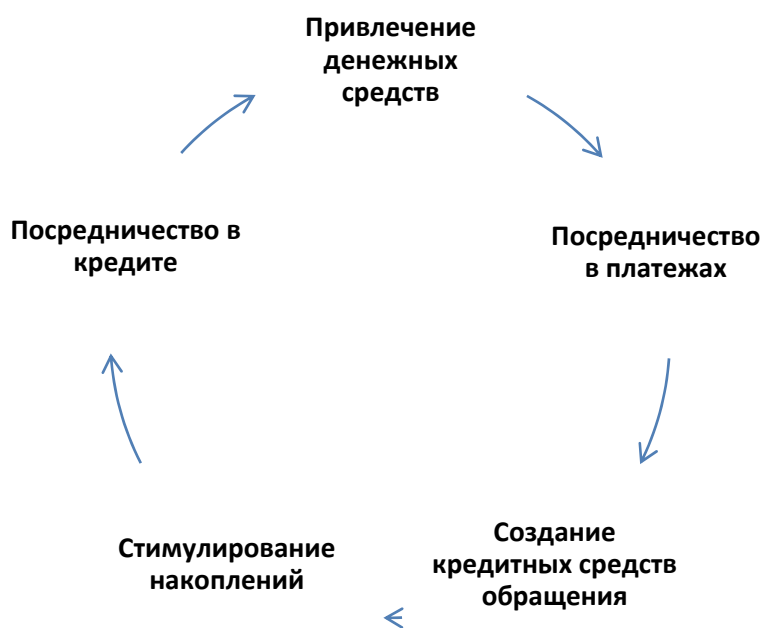 Привлечение
денежных
средств
Посредничество
в платежах
Создание
кредитных средств
обращения
Стимулирование
накоплений
Посредничество в
кредите